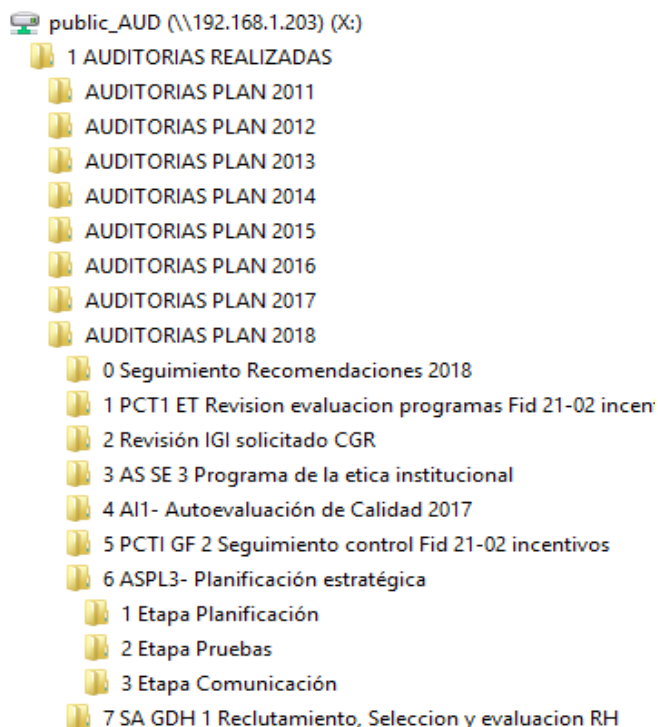 public_AUD (\\192.168.1.203) (X:)
1 AUDITORIAS REALIZADAS
AUDITORIAS PLAN 2011
AUDITORIAS PLAN 2012
AUDITORIAS PLAN 2013
AUDITORIAS PLAN 2014
AUDITORIAS PLAN 2015
AUDITORIAS PLAN 2016
AUDITORIAS PLAN 2017
AUDITORIAS PLAN 2018
0 Seguimiento Recomendaciones 2018
1 PCT1 ET Revision evaluacion programas Fid 21-02 incent
2 Revisión IGI solicitado CGR
3 AS SE 3 Programa de la etica institucional
4 AI1- Autoevaluación de Calidad 2017
5 PCTI GF 2 Seguimiento control Fid 21-02 incentivos
6 ASPL3- Planificación estratégica
1 Etapa Planificación
2 Etapa Pruebas
3 Etapa Comunicación
7 SA GDH 1 Reclutamiento, Seleccion y evaluacion RH